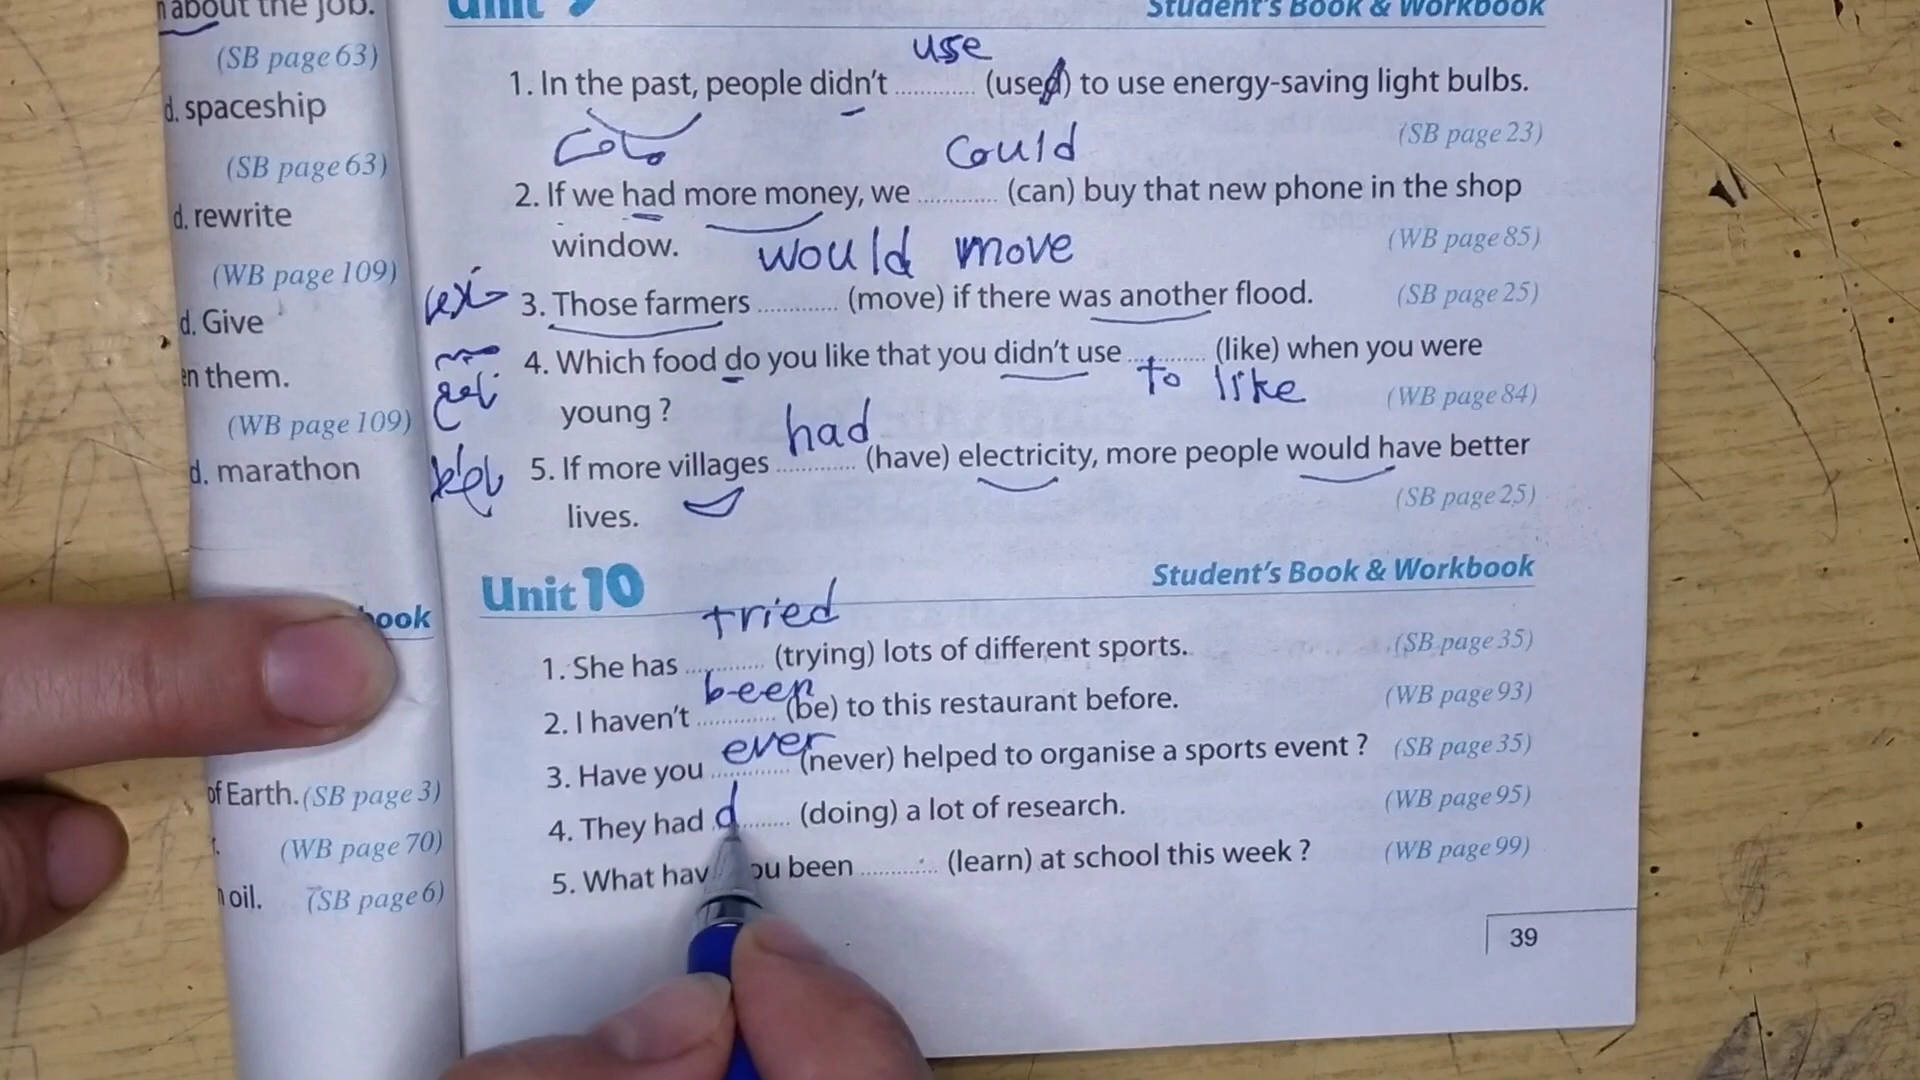 about the job.
(SB page 63)
d. spaceship
(SB page 63)
d. rewrite
(WB page 109)
d. Give
them.
(WB page 109)
d. marathon
of Earth. (SB page 3)
(WB page 70)
oil. (SB page 6)
Unit 9 Student's Book & Workbook
use
1. In the past, people didn't ............ (used) to use energy-saving light bulbs.
(SB page 23)
could
2. If we had more money, we ............ (can) buy that new phone in the shop
window. (WB page 85)
would move
3. Those farmers ............ (move) if there was another flood. (SB page 25)
4. Which food do you like that you didn't use ............ (like) when you were
to like
young ? (WB page 84)
had
5. If more villages ............ (have) electricity, more people would have better
lives. (SB page 25)
Unit 10 Student's Book & Workbook
tried
1. She has ............ (trying) lots of different sports. (SB page 35)
been
2. I haven't ............ (be) to this restaurant before. (WB page 93)
ever
3. Have you ............ (never) helped to organise a sports event ? (SB page 35)
4. They had d ......... (doing) a lot of research. (WB page 95)
5. What hav ou been ............ (learn) at school this week ? (WB page 99)
39